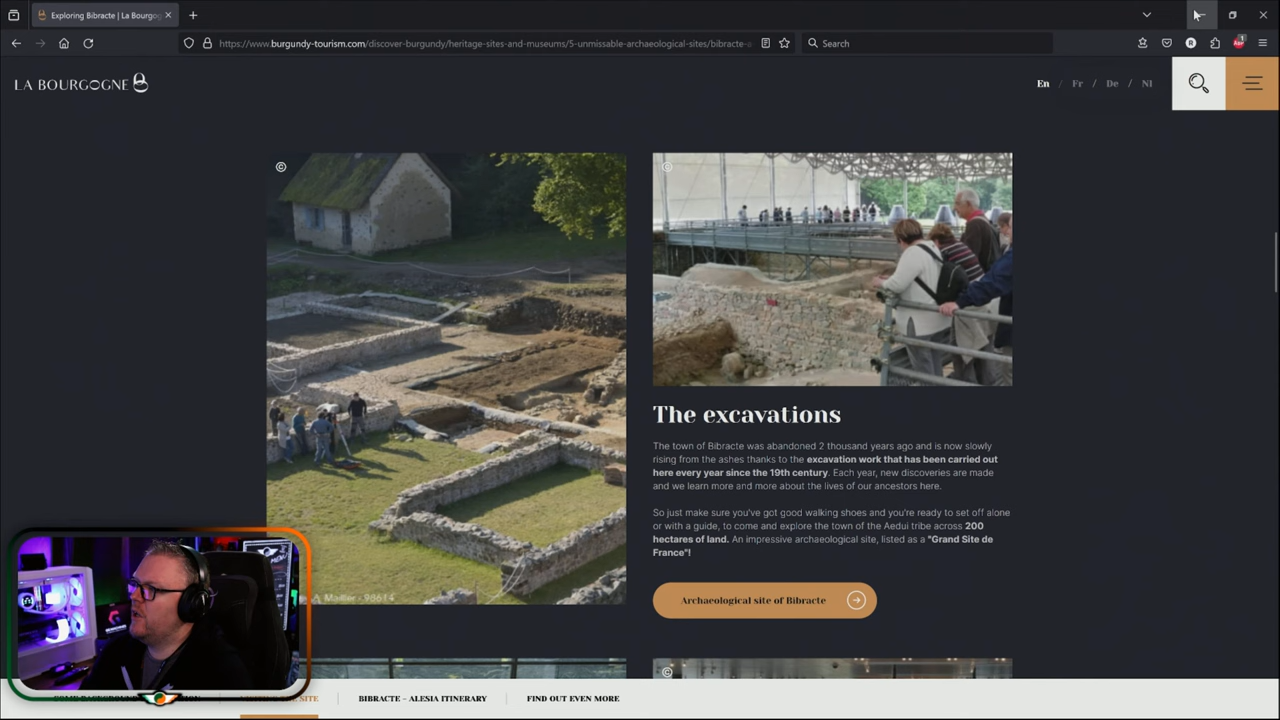 Exploring Bibracte | La Bourgog
https://www.burgundy-tourism.com/discover-burgundy/heritage-sites-and-museums/5-unmissable-archaeological-sites/bibracte-
Search
LA BOURGOGNE
En / Fr / De / Nl
The excavations
The town of Bibracte was abandoned 2 thousand years ago and is now slowly
rising from the ashes thanks to the excavation work that has been carried out
here every year since the 19th century. Each year, new discoveries are made
and we learn more and more about the lives of our ancestors here.
So just make sure you've got good walking shoes and you're ready to set off alone
or with a guide, to come and explore the town of the Aedui tribe across 200
hectares of land. An impressive archaeological site, listed as a "Grand Site de
France"!
Archaeological site of Bibracte
A Maillier - 98614
SITE
BIBRACTE – ALESIA ITINERARY
FIND OUT EVEN MORE